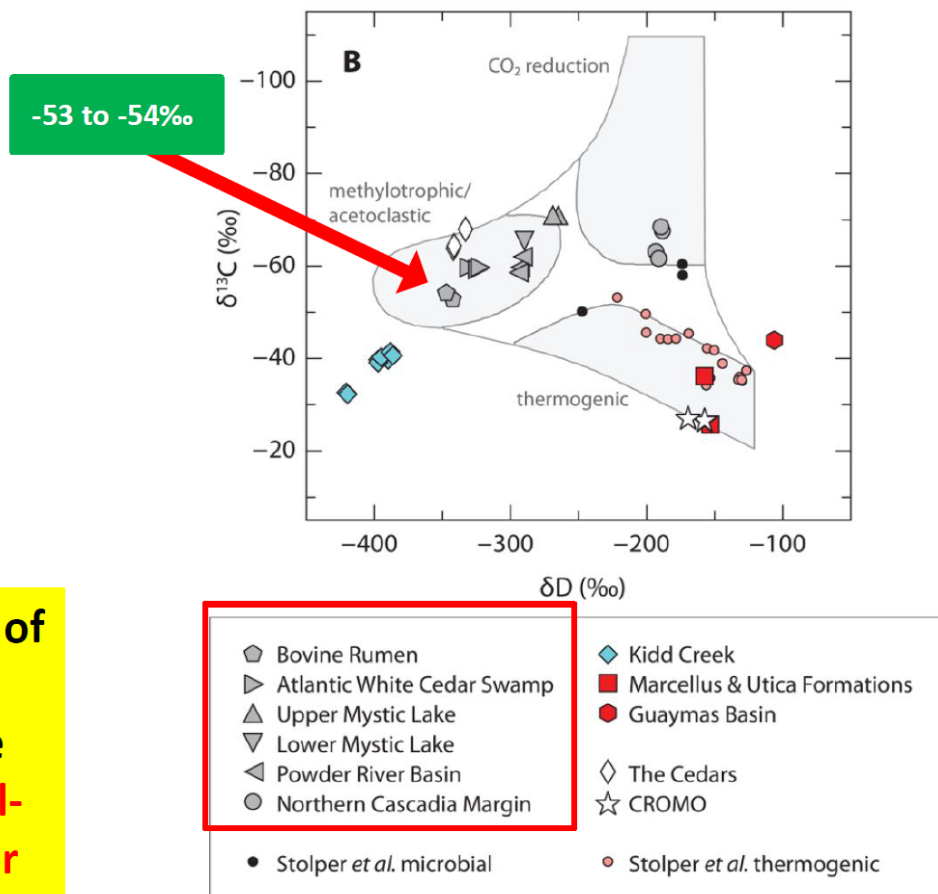 B
-53 to -54‰
CO₂ reduction
methylotrophic/
acetoclastic
thermogenic
δ¹³C (‰)
−100
−80
−60
−40
−20
−400
−300
−200
−100
δD (‰)
of
e
d-
r
Bovine Rumen
Atlantic White Cedar Swamp
Upper Mystic Lake
Lower Mystic Lake
Powder River Basin
Northern Cascadia Margin
Stolper et al. microbial
Kidd Creek
Marcellus & Utica Formations
Guaymas Basin
The Cedars
CROMO
Stolper et al. thermogenic